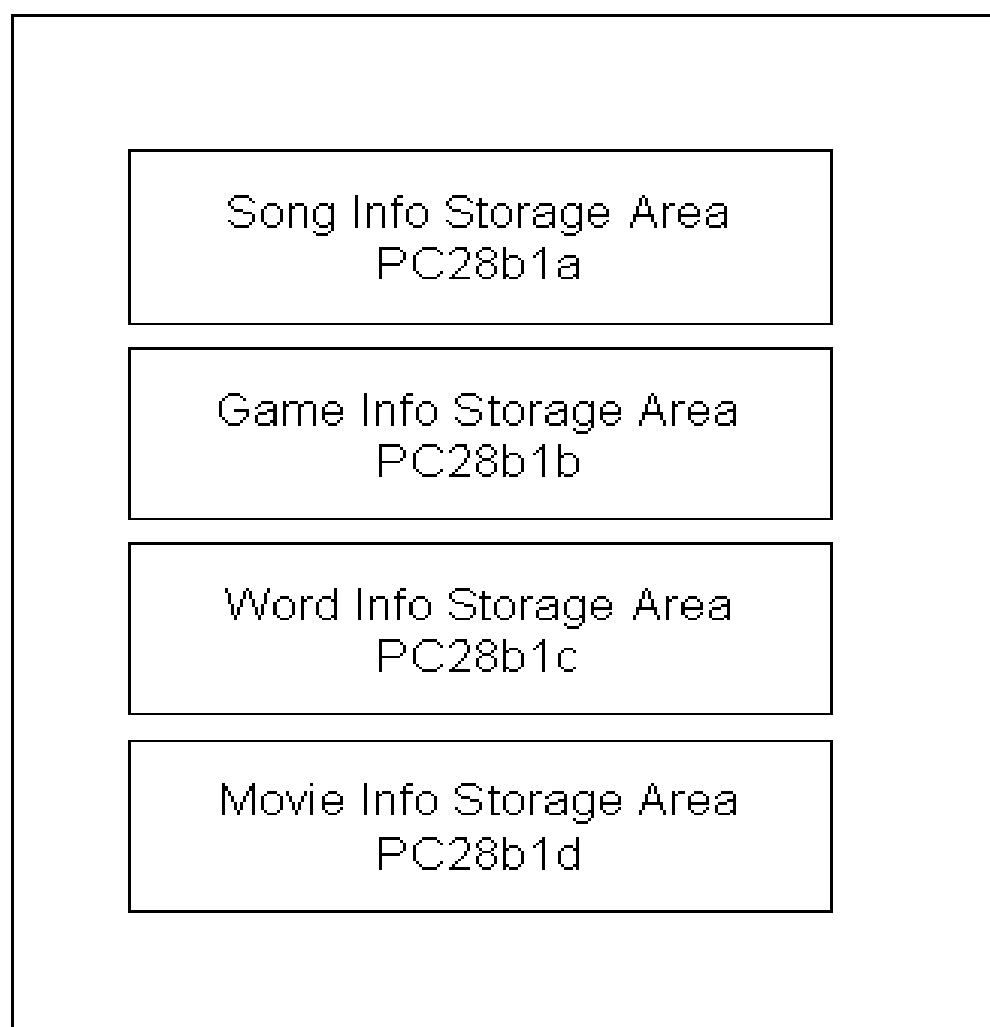 Song Info Storage Area
PC28b1a
Game Info Storage Area
PC28b1b
Word Info Storage Area
PC28b1c
Movie Info Storage Area
PC28b1d